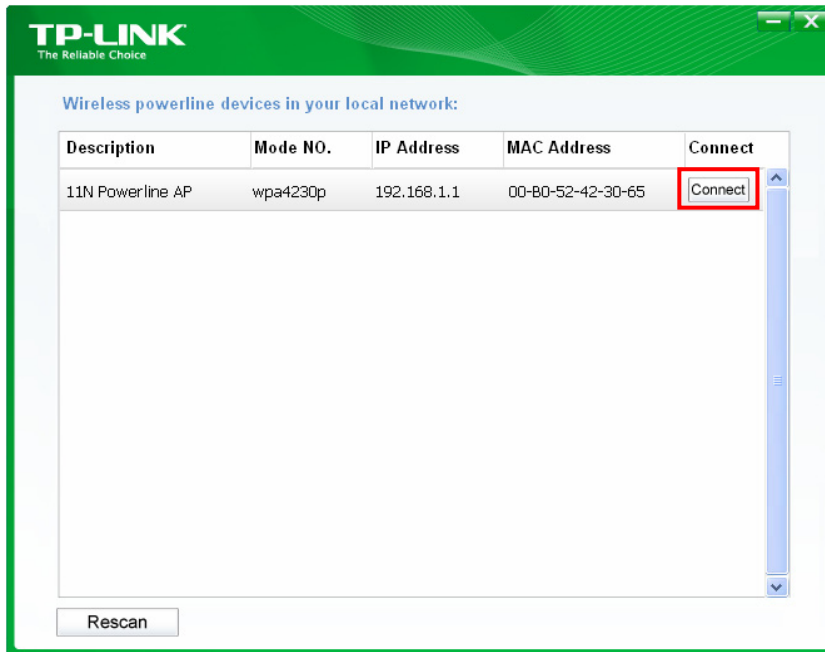 TP-LINK
The Reliable Choice
Wireless powerline devices in your local network:
Description Mode NO. IP Address MAC Address Connect
11N Powerline AP wpa4230p 192.168.1.1 00-B0-52-42-30-65 Connect
Rescan